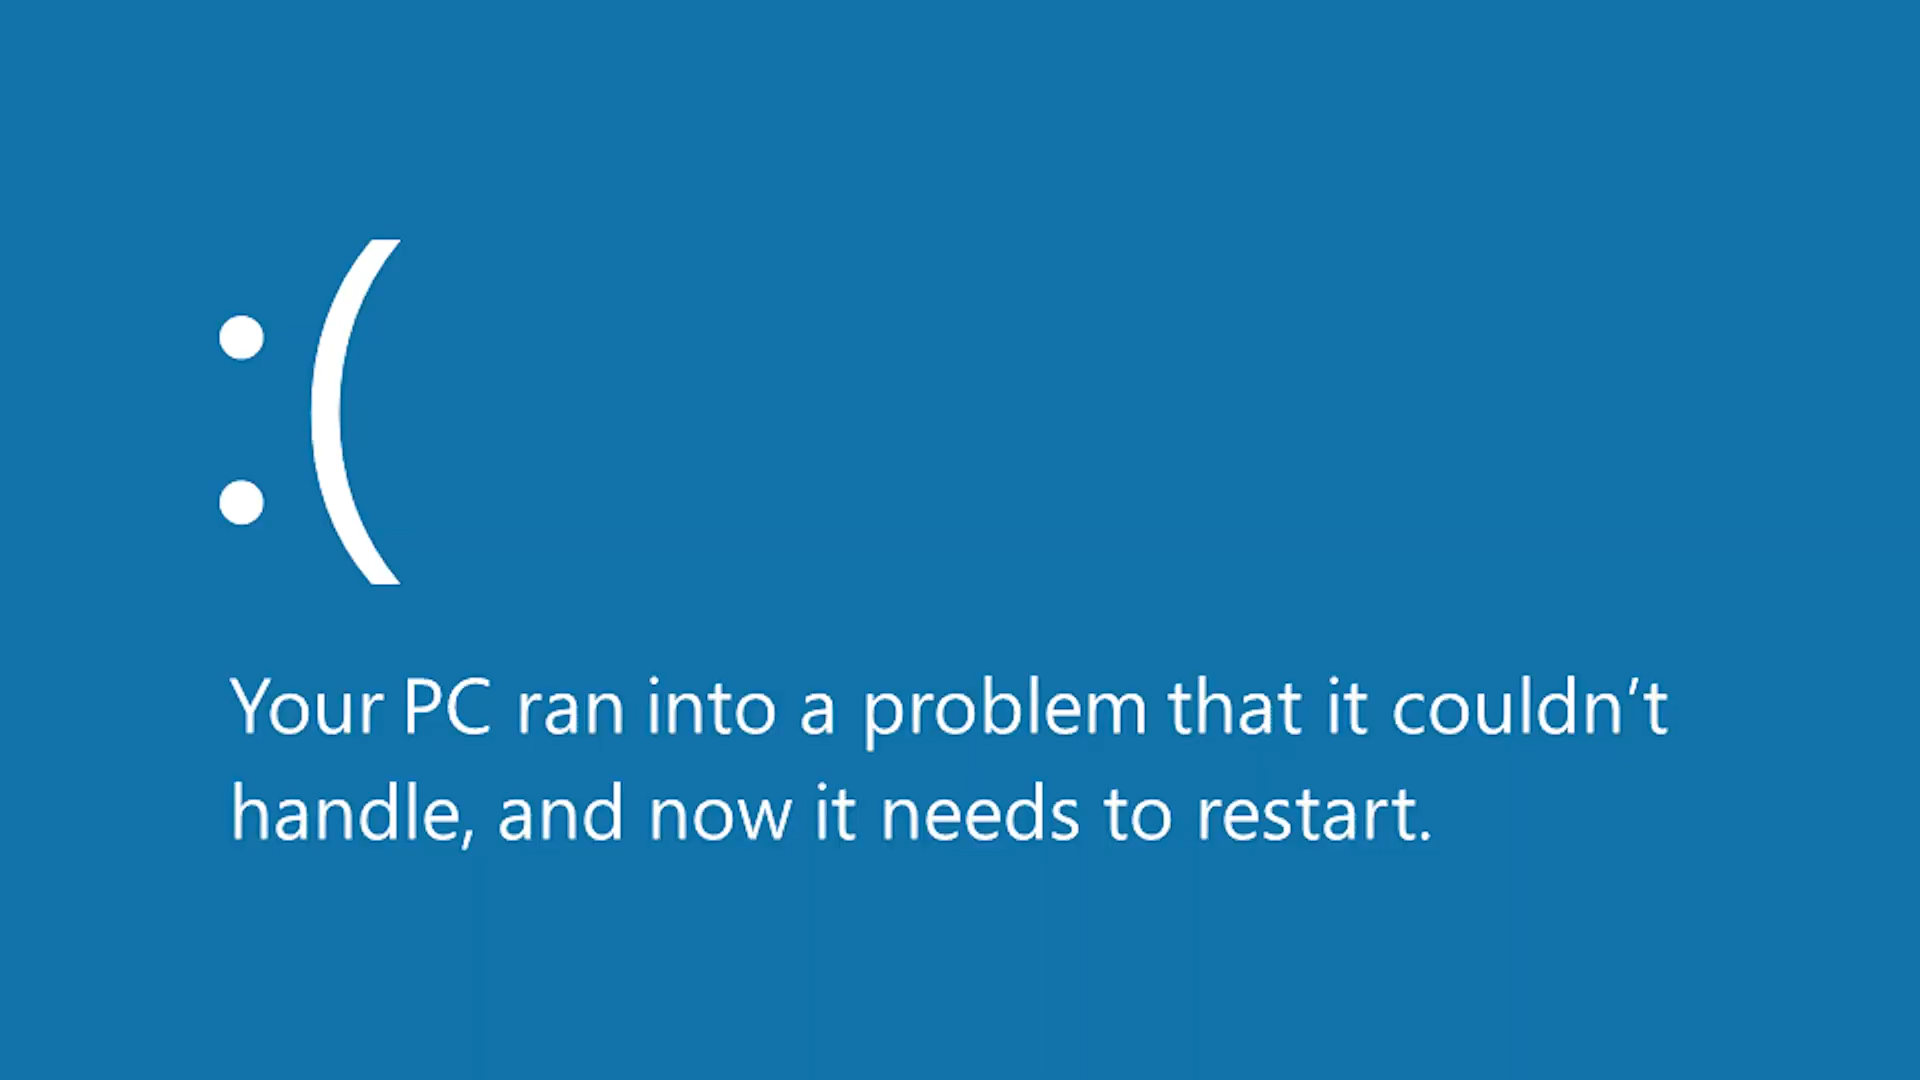 :(
Your PC ran into a problem that it couldn’t
handle, and now it needs to restart.